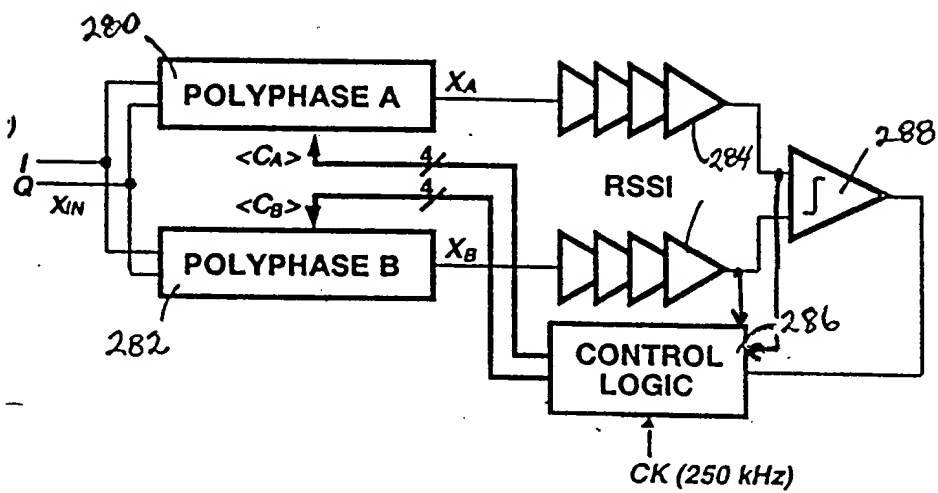 280
POLYPHASE A
XA
I
Q
XIN
<CA>
4
<CB>
4
RSSI
284
288
POLYPHASE B
XB
282
286
CONTROL
LOGIC
CK (250 kHz)